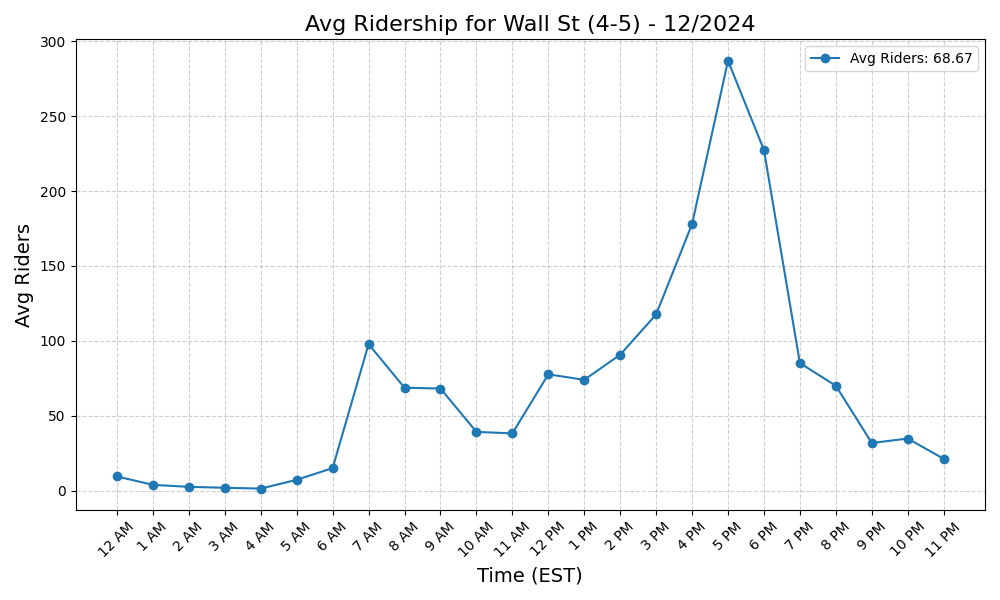 Avg Ridership for Wall St (4-5) - 12/2024
Avg Riders: 68.67
300
250
200
150
100
50
0
Avg Riders
12 AM
1 AM
2 AM
3 AM
4 AM
5 AM
6 AM
7 AM
8 AM
9 AM
10 AM
11 AM
12 PM
1 PM
2 PM
3 PM
4 PM
5 PM
6 PM
7 PM
8 PM
9 PM
10 PM
11 PM
Time (EST)